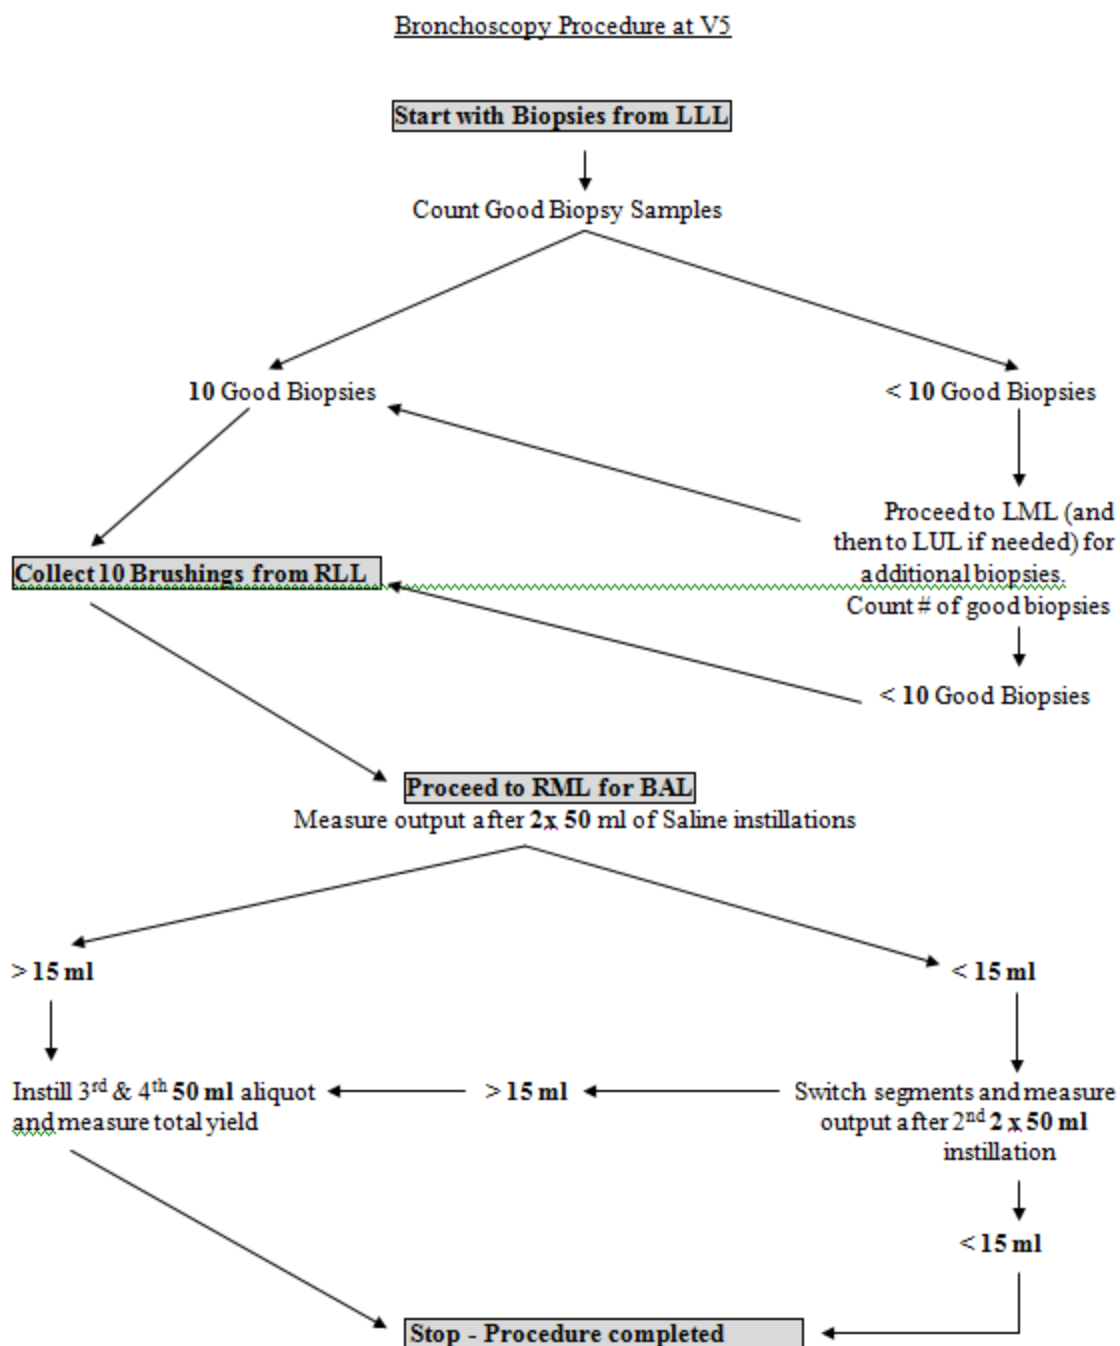 Bronchoscopy Procedure at V5
Start with Biopsies from LLL
Count Good Biopsy Samples
10 Good Biopsies
< 10 Good Biopsies
Proceed to LML (and
then to LUL if needed) for
additional biopsies.
Count # of good biopsies
Collect 10 Brushings from RLL
< 10 Good Biopsies
Proceed to RML for BAL
Measure output after 2x 50 ml of Saline instillations
> 15 ml
< 15 ml
Instill 3rd & 4th 50 ml aliquot
and measure total yield
> 15 ml
Switch segments and measure
output after 2nd 2 x 50 ml
instillation
< 15 ml
Stop - Procedure completed